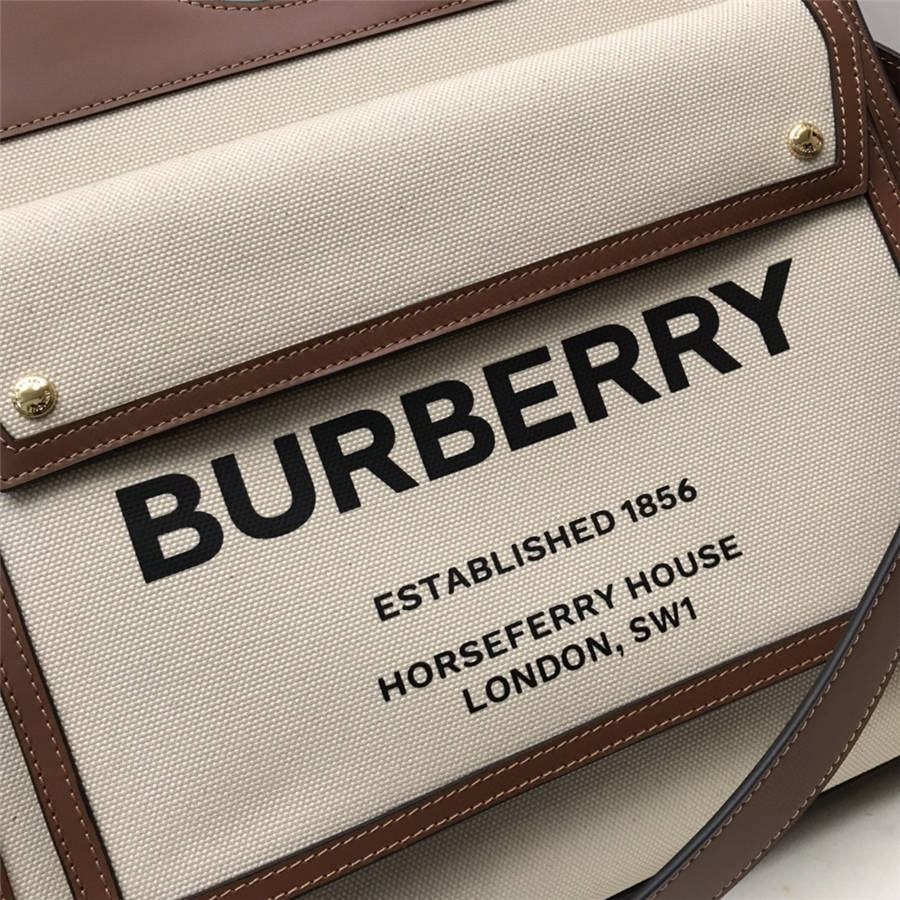 BURBERRY
ESTABLISHED 1856
HORSEFERRY HOUSE
LONDON, SW1